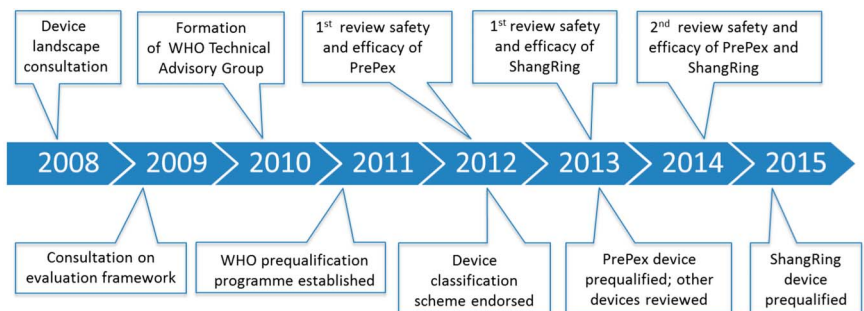 Device
landscape
consultation
Formation
of WHO Technical
Advisory Group
1st review safety
and efficacy of
PrePex
1st review safety
and efficacy of
ShangRing
2nd review safety and
efficacy of PrePex and
ShangRing
2008
2009
2010
2011
2012
2013
2014
2015
Consultation on
evaluation framework
WHO prequalification
programme established
Device
classification
scheme endorsed
PrePex device
prequalified; other
devices reviewed
ShangRing
device
prequalified